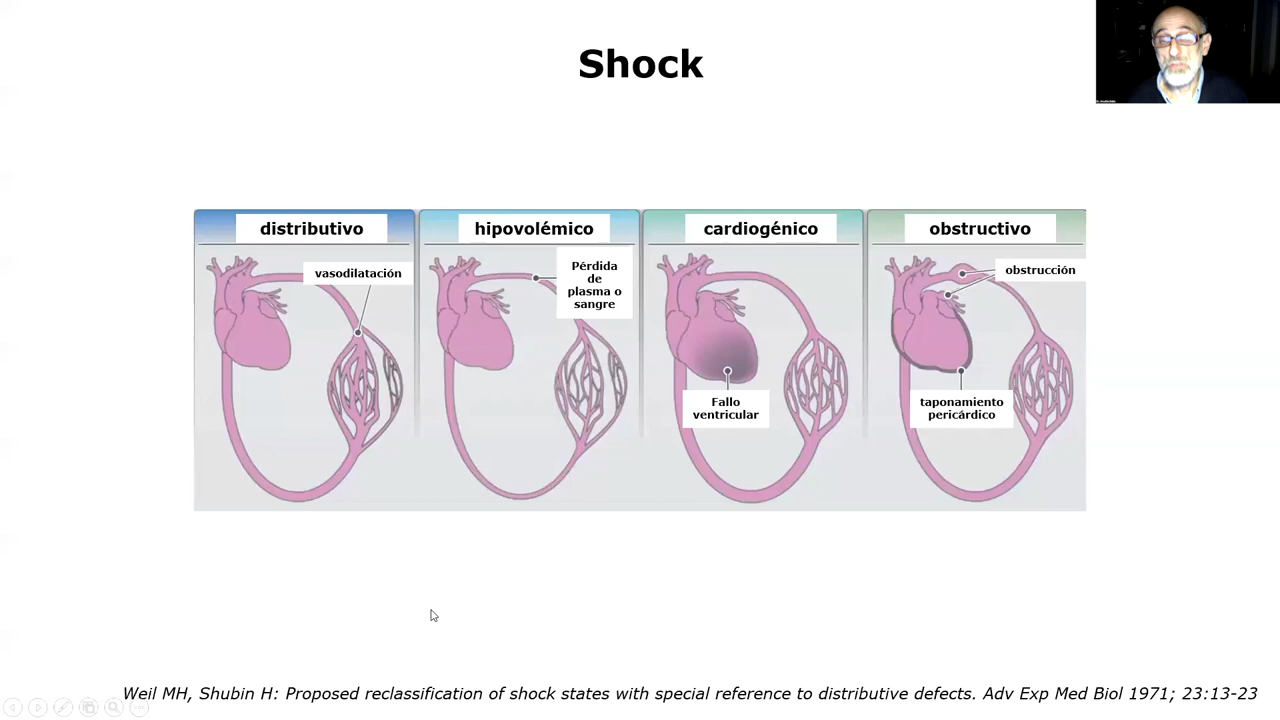 Shock
distributivo
hipovolémico
cardiogénico
obstructivo
vasodilatación
Pérdida
de
plasma o
sangre
obstrucción
Fallo
ventricular
taponamiento
pericárdico
Weil MH, Shubin H: Proposed reclassification of shock states with special reference to distributive defects. Adv Exp Med Biol 1971; 23:13-23